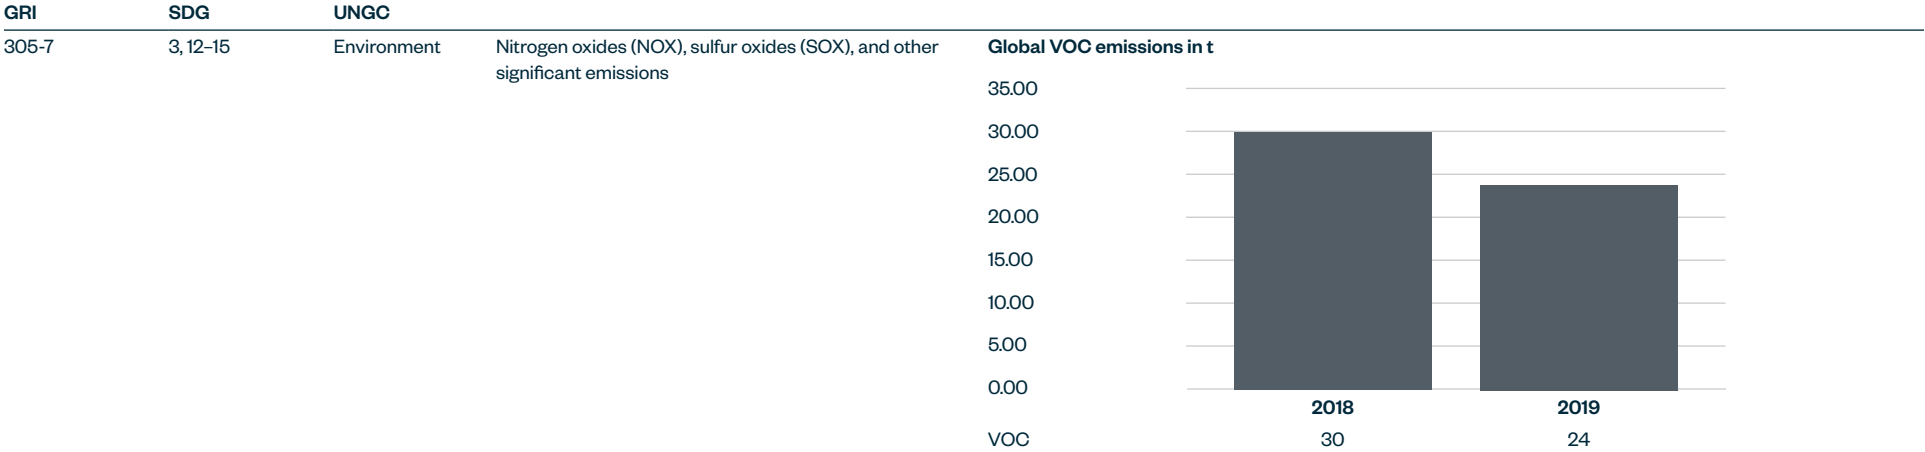 GRI SDG UNGC
305-7 3, 12–15 Environment Nitrogen oxides (NOX), sulfur oxides (SOX), and other
significant emissions
Global VOC emissions in t
35.00
30.00
25.00
20.00
15.00
10.00
5.00
0.00
2018 2019
VOC 30 24